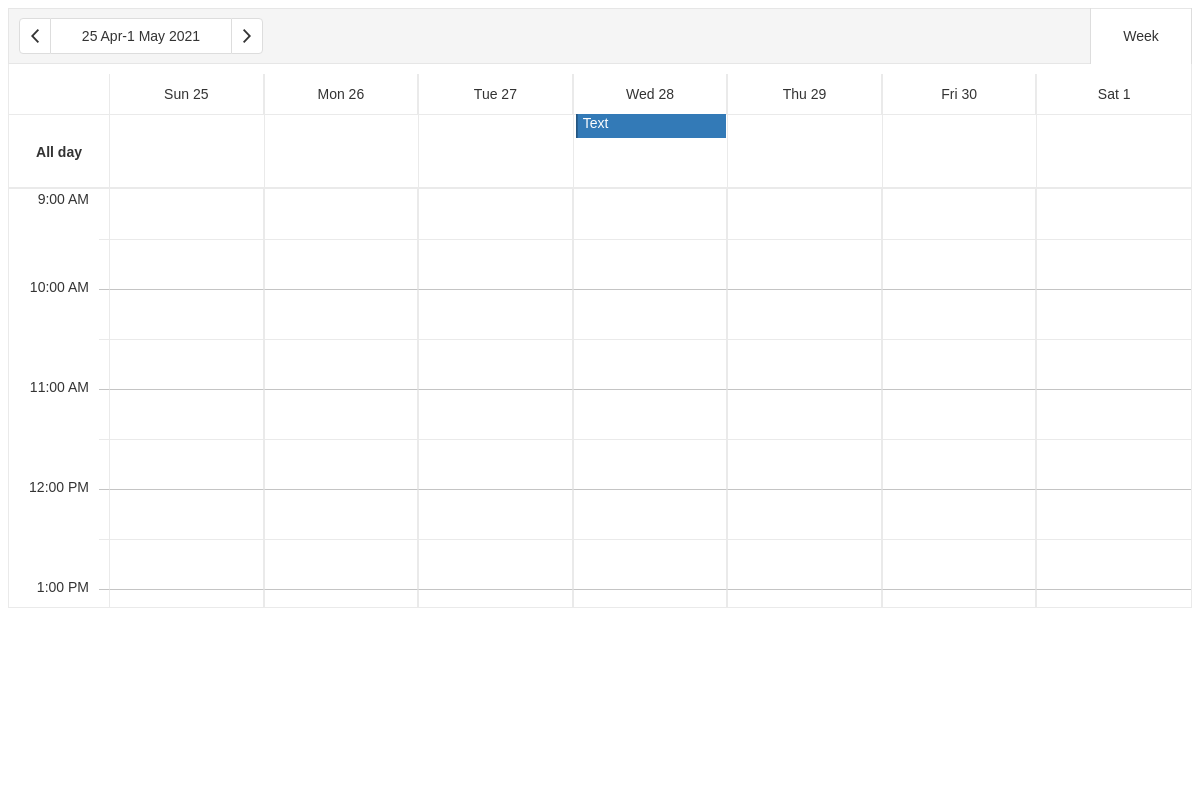 25 Apr-1 May 2021
Week
Sun 25 Mon 26 Tue 27 Wed 28 Thu 29 Fri 30 Sat 1
Text
All day
9:00 AM
10:00 AM
11:00 AM
12:00 PM
1:00 PM